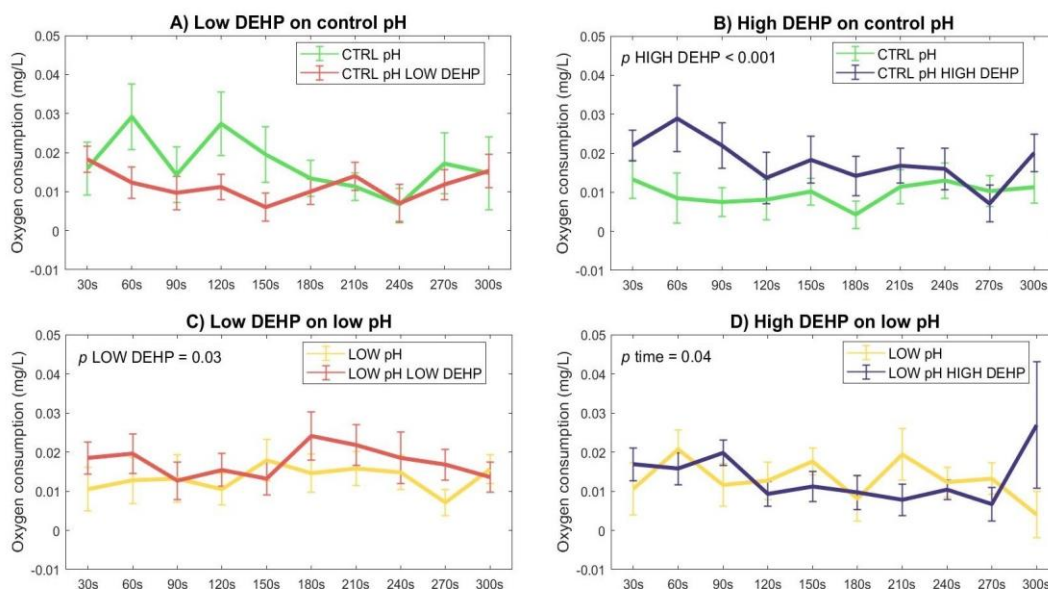 A) Low DEHP on control pH
0.05
0.04
0.03
0.02
0.01
0
-0.01
Oxygen consumption (mg/L)
CTRL pH
CTRL pH LOW DEHP
30s 60s 90s 120s 150s 180s 210s 240s 270s 300s
B) High DEHP on control pH
0.05
0.04
0.03
0.02
0.01
0
-0.01
Oxygen consumption (mg/L)
p HIGH DEHP < 0.001
CTRL pH
CTRL pH HIGH DEHP
30s 60s 90s 120s 150s 180s 210s 240s 270s 300s
C) Low DEHP on low pH
0.05
0.04
0.03
0.02
0.01
0
-0.01
Oxygen consumption (mg/L)
p LOW DEHP = 0.03
LOW pH
LOW pH LOW DEHP
30s 60s 90s 120s 150s 180s 210s 240s 270s 300s
D) High DEHP on low pH
0.05
0.04
0.03
0.02
0.01
0
-0.01
Oxygen consumption (mg/L)
p time = 0.04
LOW pH
LOW pH HIGH DEHP
30s 60s 90s 120s 150s 180s 210s 240s 270s 300s